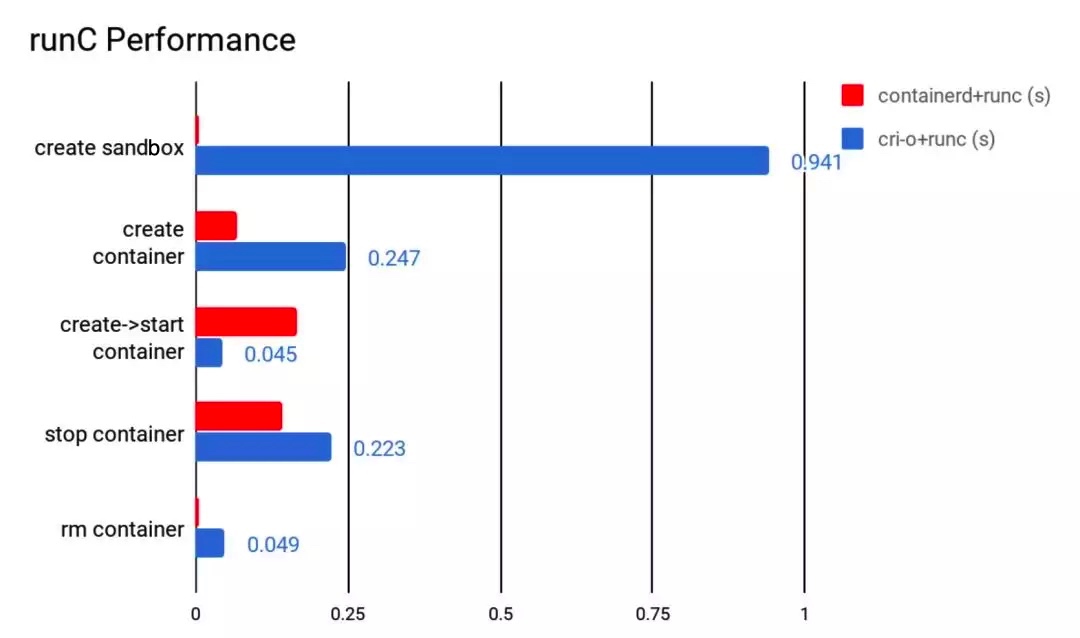 runC Performance
containerd+runc (s)
cri-o+runc (s)
create sandbox
0.941
create
container
0.247
create->start
container
0.045
stop container
0.223
rm container
0.049
0
0.25
0.5
0.75
1